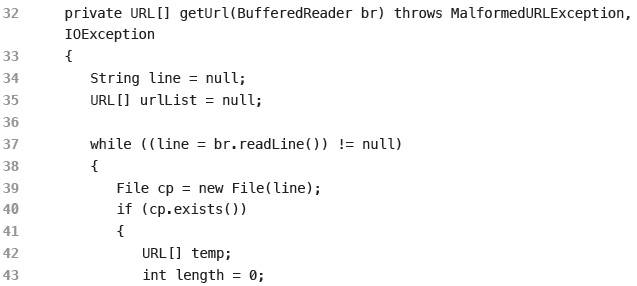 32 private URL[] getUrl(BufferedReader br) throws MalformedURLException,
IOException
33 {
34 String line = null;
35 URL[] urlList = null;
36
37 while ((line = br.readLine()) != null)
38 {
39 File cp = new File(line);
40 if (cp.exists())
41 {
42 URL[] temp;
43 int length = 0;